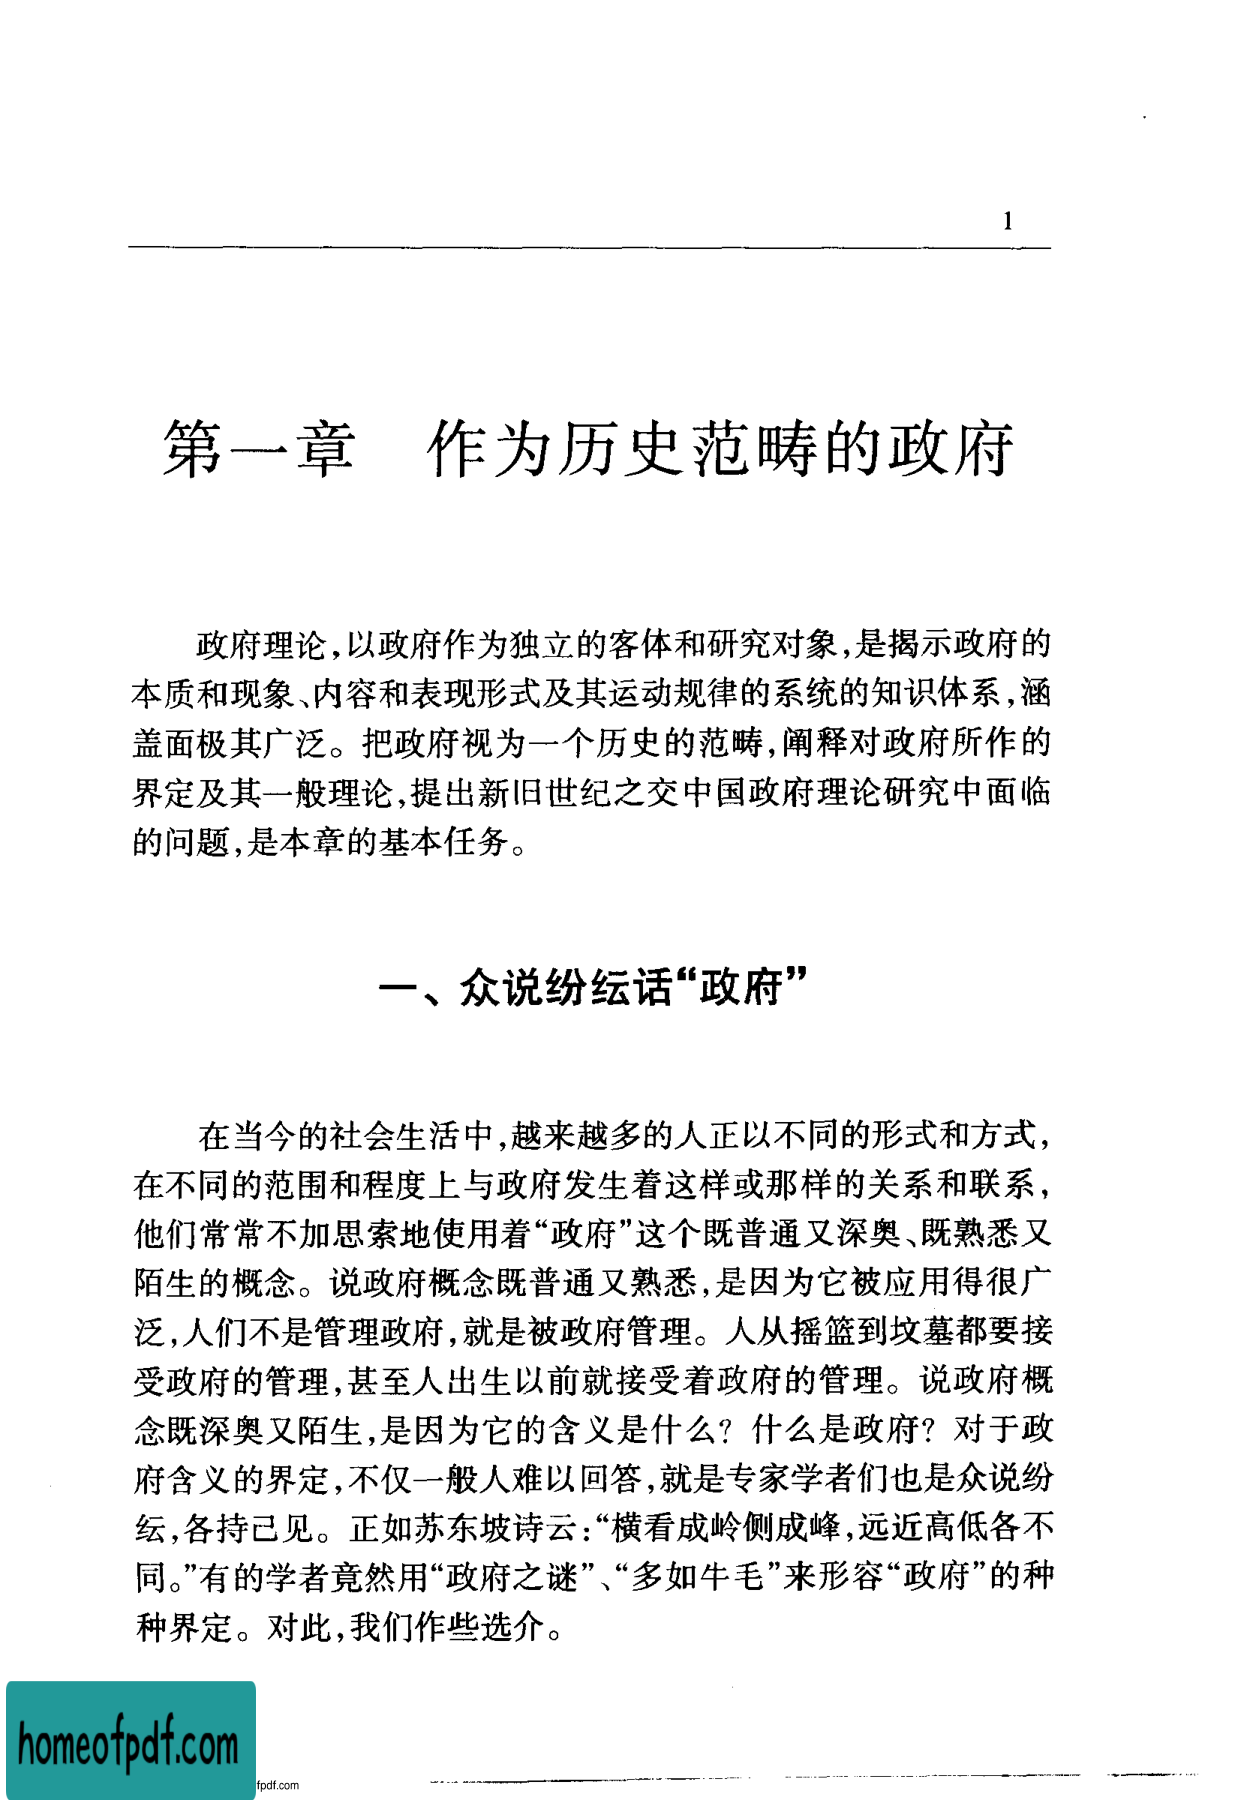 1
第一章 作为历史范畴的政府
政府理论,以政府作为独立的客体和研究对象,是揭示政府的
本质和现象、内容和表现形式及其运动规律的系统的知识体系,涵
盖面极其广泛。把政府视为一个历史的范畴,阐释对政府所作的
界定及其一般理论,提出新旧世纪之交中国政府理论研究中面临
的问题,是本章的基本任务。
一、众说纷纭话“政府”
在当今的社会生活中,越来越多的人正以不同的形式和方式,
在不同的范围和程度上与政府发生着这样或那样的关系和联系,
他们常常不加思索地使用着“政府”这个既普通又深奥、既熟悉又
陌生的概念。说政府概念既普通又熟悉,是因为它被应用得很广
泛,人们不是管理政府,就是被政府管理。人从摇篮到坟墓都要接
受政府的管理,甚至人出生以前就接受着政府的管理。说政府概
念既深奥又陌生,是因为它的含义是什么?什么是政府?对于政
府含义的界定,不仅一般人难以回答,就是专家学者们也是众说纷
纭,各持己见。正如苏东坡诗云:“横看成岭侧成峰,远近高低各不
同。”有的学者竟然用“政府之谜”、“多如牛毛”来形容“政府”的种
种界定。对此,我们作些选介。
homeofpdf.com
fpdf.com